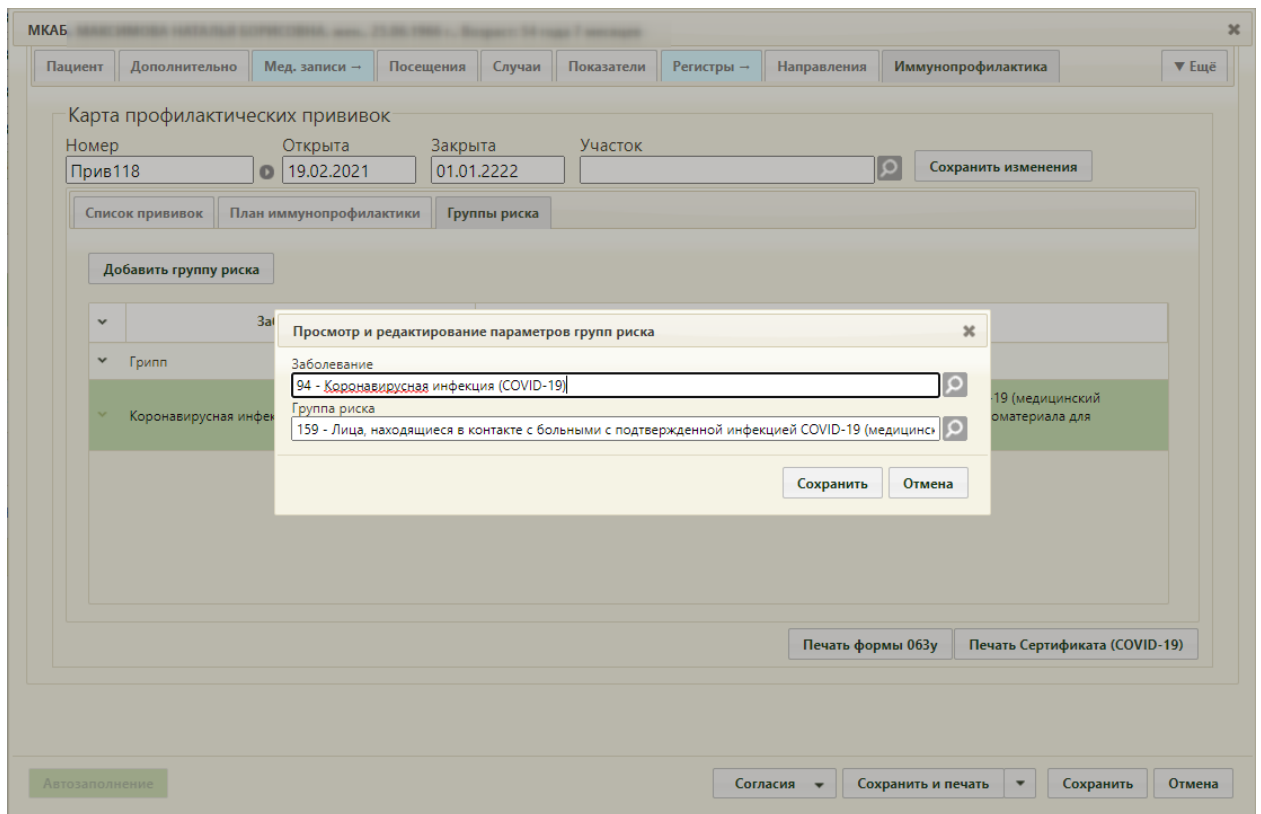 МКАБ
Пациент Дополнительно Мед. записи → Посещения Случаи Показатели Регистры → Направления Иммунопрофилактика ▼ Ещё
Карта профилактических прививок
Номер Открыта Закрыта Участок
Прив118 19.02.2021 01.01.2222 Сохранить изменения
Список прививок План иммунопрофилактики Группы риска
Добавить группу риска
За
Просмотр и редактирование параметров групп риска
Грипп
Заболевание
94 - Коронавирусная инфекция (COVID-19)
-19 (медицинский
Группа риска
Коронавирусная инфек
оматериала для
159 - Лица, находящиеся в контакте с больными с подтвержденной инфекцией COVID-19 (медицинск
Сохранить Отмена
Печать формы 063у Печать Сертификата (COVID-19)
Автозаполнение Согласия Сохранить и печать Сохранить Отмена